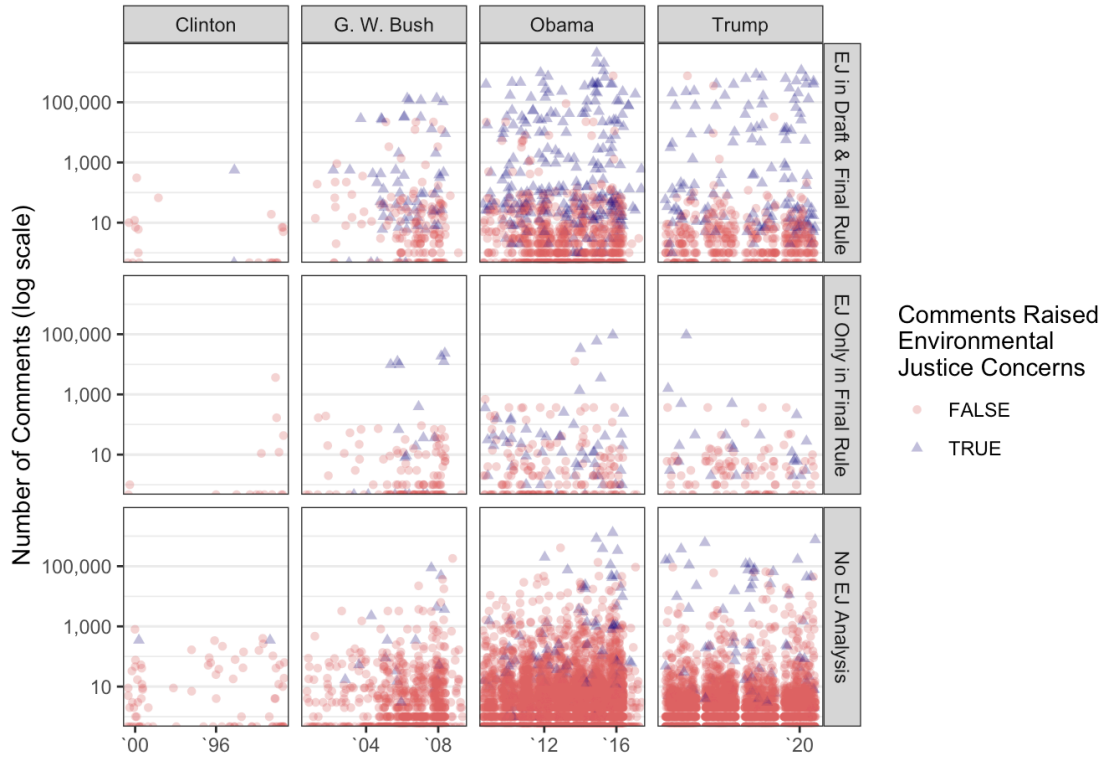 Clinton
G. W. Bush
Obama
Trump
Number of Comments (log scale)
100,000
1,000
10
EJ in Draft & Final Rule
100,000
1,000
10
EJ Only in Final Rule
100,000
1,000
10
No EJ Analysis
`00
`96
`04
`08
`12
`16
`20
Comments Raised
Environmental
Justice Concerns
FALSE
TRUE